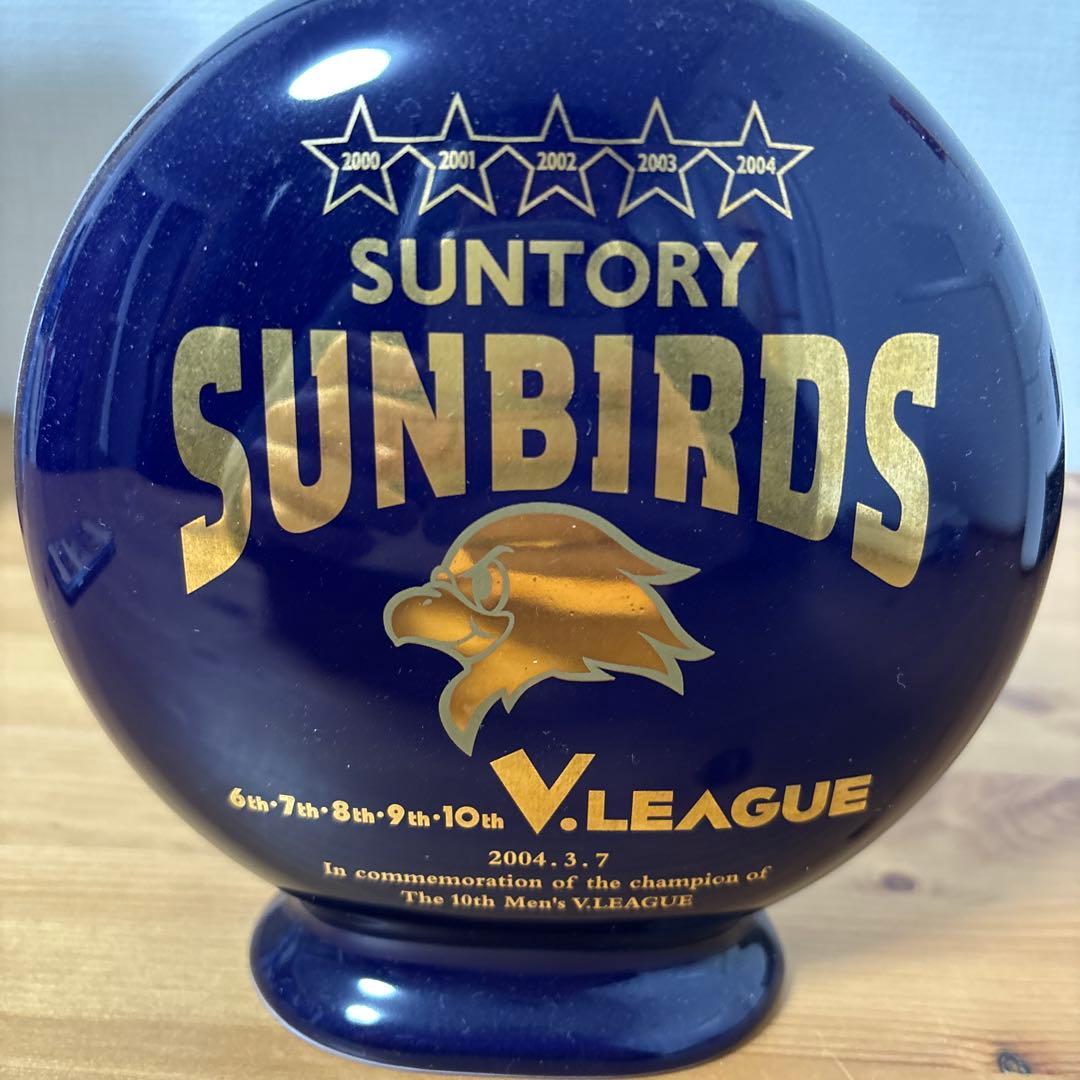 2000 2001 2002 2003 2004
SUNTORY
SUNBIRDS
6th・7th・8th・9th・10th V.LEAGUE
2004.3.7
In commemoration of the champion of
The 10th Men's V.LEAGUE